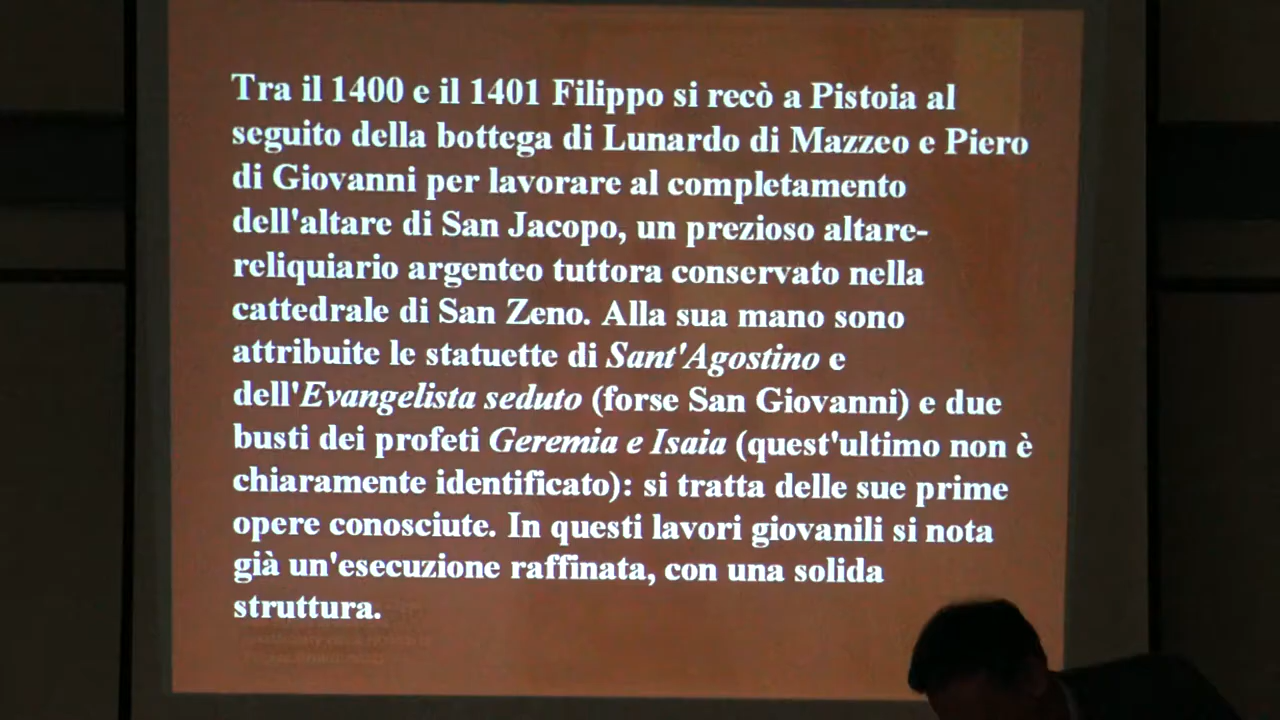 Tra il 1400 e il 1401 Filippo si recò a Pistoia al
seguito della bottega di Lunardo di Mazzeo e Piero
di Giovanni per lavorare al completamento
dell'altare di San Jacopo, un prezioso altare-
reliquiario argenteo tuttora conservato nella
cattedrale di San Zeno. Alla sua mano sono
attribuite le statuette di Sant'Agostino e
dell'Evangelista seduto (forse San Giovanni) e due
busti dei profeti Geremia e Isaia (quest'ultimo non è
chiaramente identificato): si tratta delle sue prime
opere conosciute. In questi lavori giovanili si nota
già un'esecuzione raffinata, con una solida
struttura.